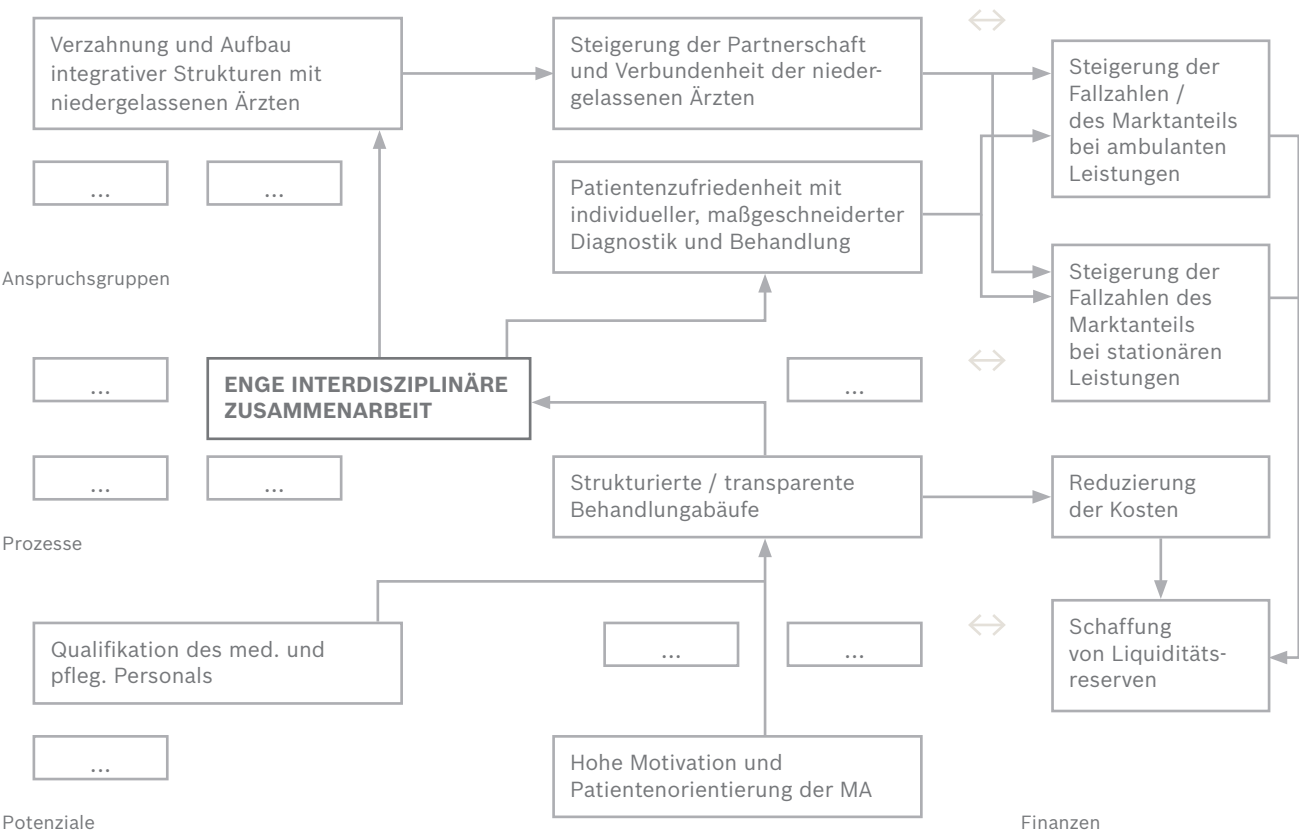 Verzahnung und Aufbau
integrativer Strukturen mit
niedergelassenen Ärzten
Steigerung der Partnerschaft
und Verbundenheit der nieder-
gelassenen Ärzten
Steigerung der
Fallzahlen /
des Marktanteils
bei ambulanten
Leistungen
...
...
Patientenzufriedenheit mit
individueller, maßgeschneiderter
Diagnostik und Behandlung
Anspruchsgruppen
Steigerung der
Fallzahlen des
Marktanteils
bei stationären
Leistungen
...
ENGE INTERDISZIPLINÄRE
ZUSAMMENARBEIT
...
...
...
Strukturierte / transparente
Behandlungabäufe
Reduzierung
der Kosten
Prozesse
Qualifikation des med. und
pfleg. Personals
...
...
Schaffung
von Liquiditäts-
reserven
...
Hohe Motivation und
Patientenorientierung der MA
Potenziale
Finanzen